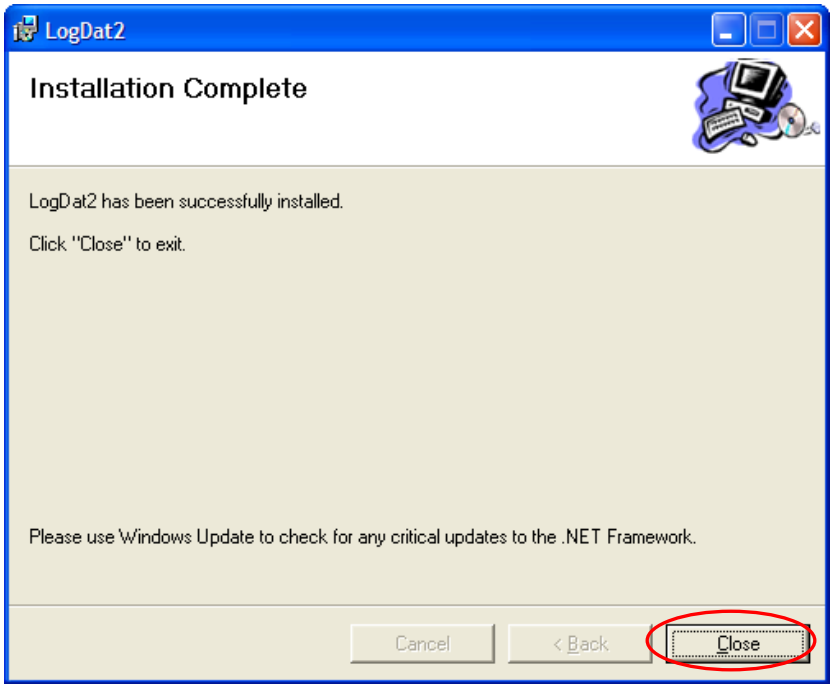 LogDat2
Installation Complete
LogDat2 has been successfully installed.
Click "Close" to exit.
Please use Windows Update to check for any critical updates to the .NET Framework.
Cancel
< Back
Close